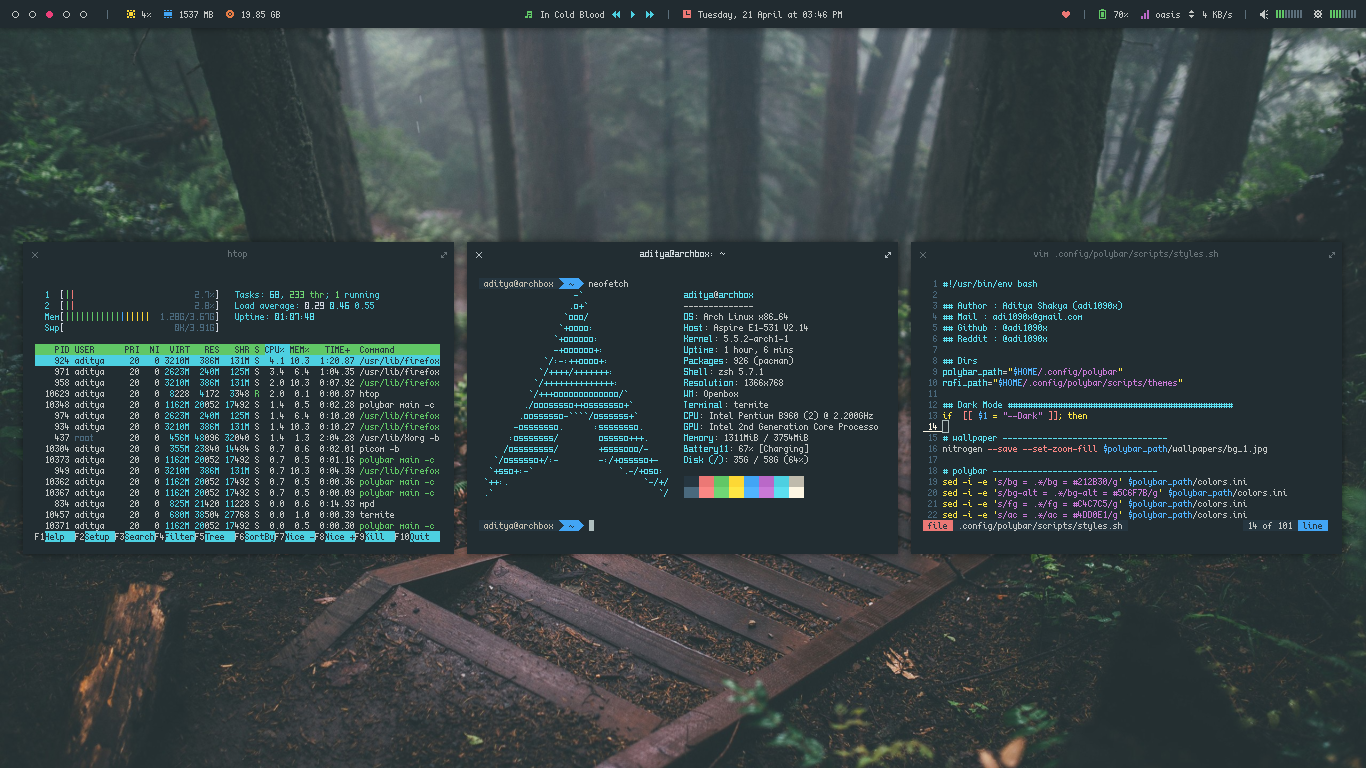 4% 1537 MB 19.85 GB In Cold Blood Tuesday, 21 April at 03:46 PM 70% oasis 4 KB/s
htop
1 [|| 2.7%] Tasks: 68, 233 thr; 1 running
2 [|| 2.0%] Load average: 0.29 0.46 0.55
Mem[||||||||||||||||| 1.28G/3.67G] Uptime: 01:07:48
Swp[ 0K/3.91G]
PID USER PRI NI VIRT RES SHR S CPU% MEM% TIME+ Command
924 aditya 20 0 3210M 386M 131M S 4.1 10.3 1:20.87 /usr/lib/firefox
971 aditya 20 0 2623M 240M 125M S 3.4 6.4 1:04.35 /usr/lib/firefox
958 aditya 20 0 3210M 386M 131M S 2.0 10.3 0:07.92 /usr/lib/firefox
10629 aditya 20 0 8228 4172 3348 R 2.0 0.1 0:00.87 htop
10348 aditya 20 0 1162M 20052 17492 S 1.4 0.5 0:02.28 polybar main -c
974 aditya 20 0 2623M 240M 125M S 1.4 6.4 0:10.20 /usr/lib/firefox
934 aditya 20 0 3210M 386M 131M S 1.4 10.3 0:10.27 /usr/lib/firefox
437 root 20 0 456M 48096 32040 S 1.4 1.3 2:04.28 /usr/lib/Xorg -b
10304 aditya 20 0 355M 23840 14484 S 0.7 0.6 0:02.01 picom -b
10373 aditya 20 0 1162M 20052 17492 S 0.7 0.5 0:01.16 polybar main -c
949 aditya 20 0 3210M 386M 131M S 0.7 10.3 0:04.39 /usr/lib/firefox
10362 aditya 20 0 1162M 20052 17492 S 0.7 0.5 0:00.36 polybar main -c
10367 aditya 20 0 1162M 20052 17492 S 0.7 0.5 0:00.09 polybar main -c
834 aditya 20 0 825M 21420 11228 S 0.0 0.6 0:14.93 mpd
10457 aditya 20 0 680M 38504 27768 S 0.0 1.0 0:00.39 termite
10371 aditya 20 0 1162M 20052 17492 S 0.0 0.5 0:00.30 polybar main -c
F1Help F2Setup F3SearchF4FilterF5Tree F6SortByF7Nice -F8Nice +F9Kill F10Quit
aditya@archbox: ~
aditya@archbox ~ neofetch
aditya@archbox
--------------
OS: Arch Linux x86_64
Host: Aspire E1-531 V2.14
Kernel: 5.5.2-arch1-1
Uptime: 1 hour, 6 mins
Packages: 926 (pacman)
Shell: zsh 5.7.1
Resolution: 1366x768
WM: Openbox
Terminal: termite
CPU: Intel Pentium B960 (2) @ 2.200GHz
GPU: Intel 2nd Generation Core Processo
Memory: 1311MiB / 3754MiB
Battery1: 67% [Charging]
Disk (/): 35G / 58G (64%)
aditya@archbox ~
vim .config/polybar/scripts/styles.sh
1 #!/usr/bin/env bash
2
3 ## Author : Aditya Shakya (adi1090x)
4 ## Mail : adi1090x@gmail.com
5 ## Github : @adi1090x
6 ## Reddit : @adi1090x
7
8 ## Dirs
9 polybar_path="$HOME/.config/polybar"
10 rofi_path="$HOME/.config/polybar/scripts/themes"
11
12 ## Dark Mode #############################################
13 if [[ $1 = "--Dark" ]]; then
14
15 # wallpaper ---------------------------------
16 nitrogen --save --set-zoom-fill $polybar_path/wallpapers/bg_1.jpg
17
18 # polybar ---------------------------------
19 sed -i -e 's/bg = .*/bg = #212B30/g' $polybar_path/colors.ini
20 sed -i -e 's/bg-alt = .*/bg-alt = #5C6F7B/g' $polybar_path/colors.ini
21 sed -i -e 's/fg = .*/fg = #C4C7C5/g' $polybar_path/colors.ini
22 sed -i -e 's/ac = .*/ac = #4DD0E1/g' $polybar_path/colors.ini
file .config/polybar/scripts/styles.sh 14 of 101 line